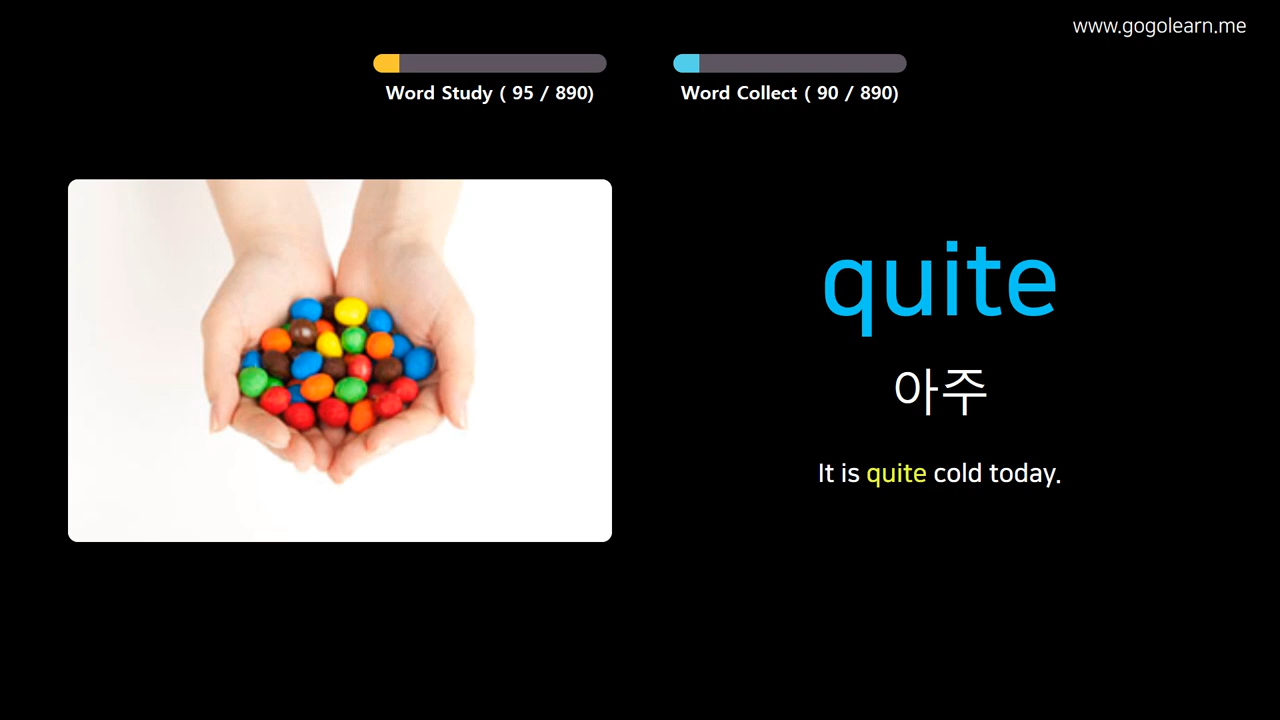 www.gogolearn.me
Word Study ( 95 / 890)
Word Collect ( 90 / 890)
quite
아주
It is quite cold today.